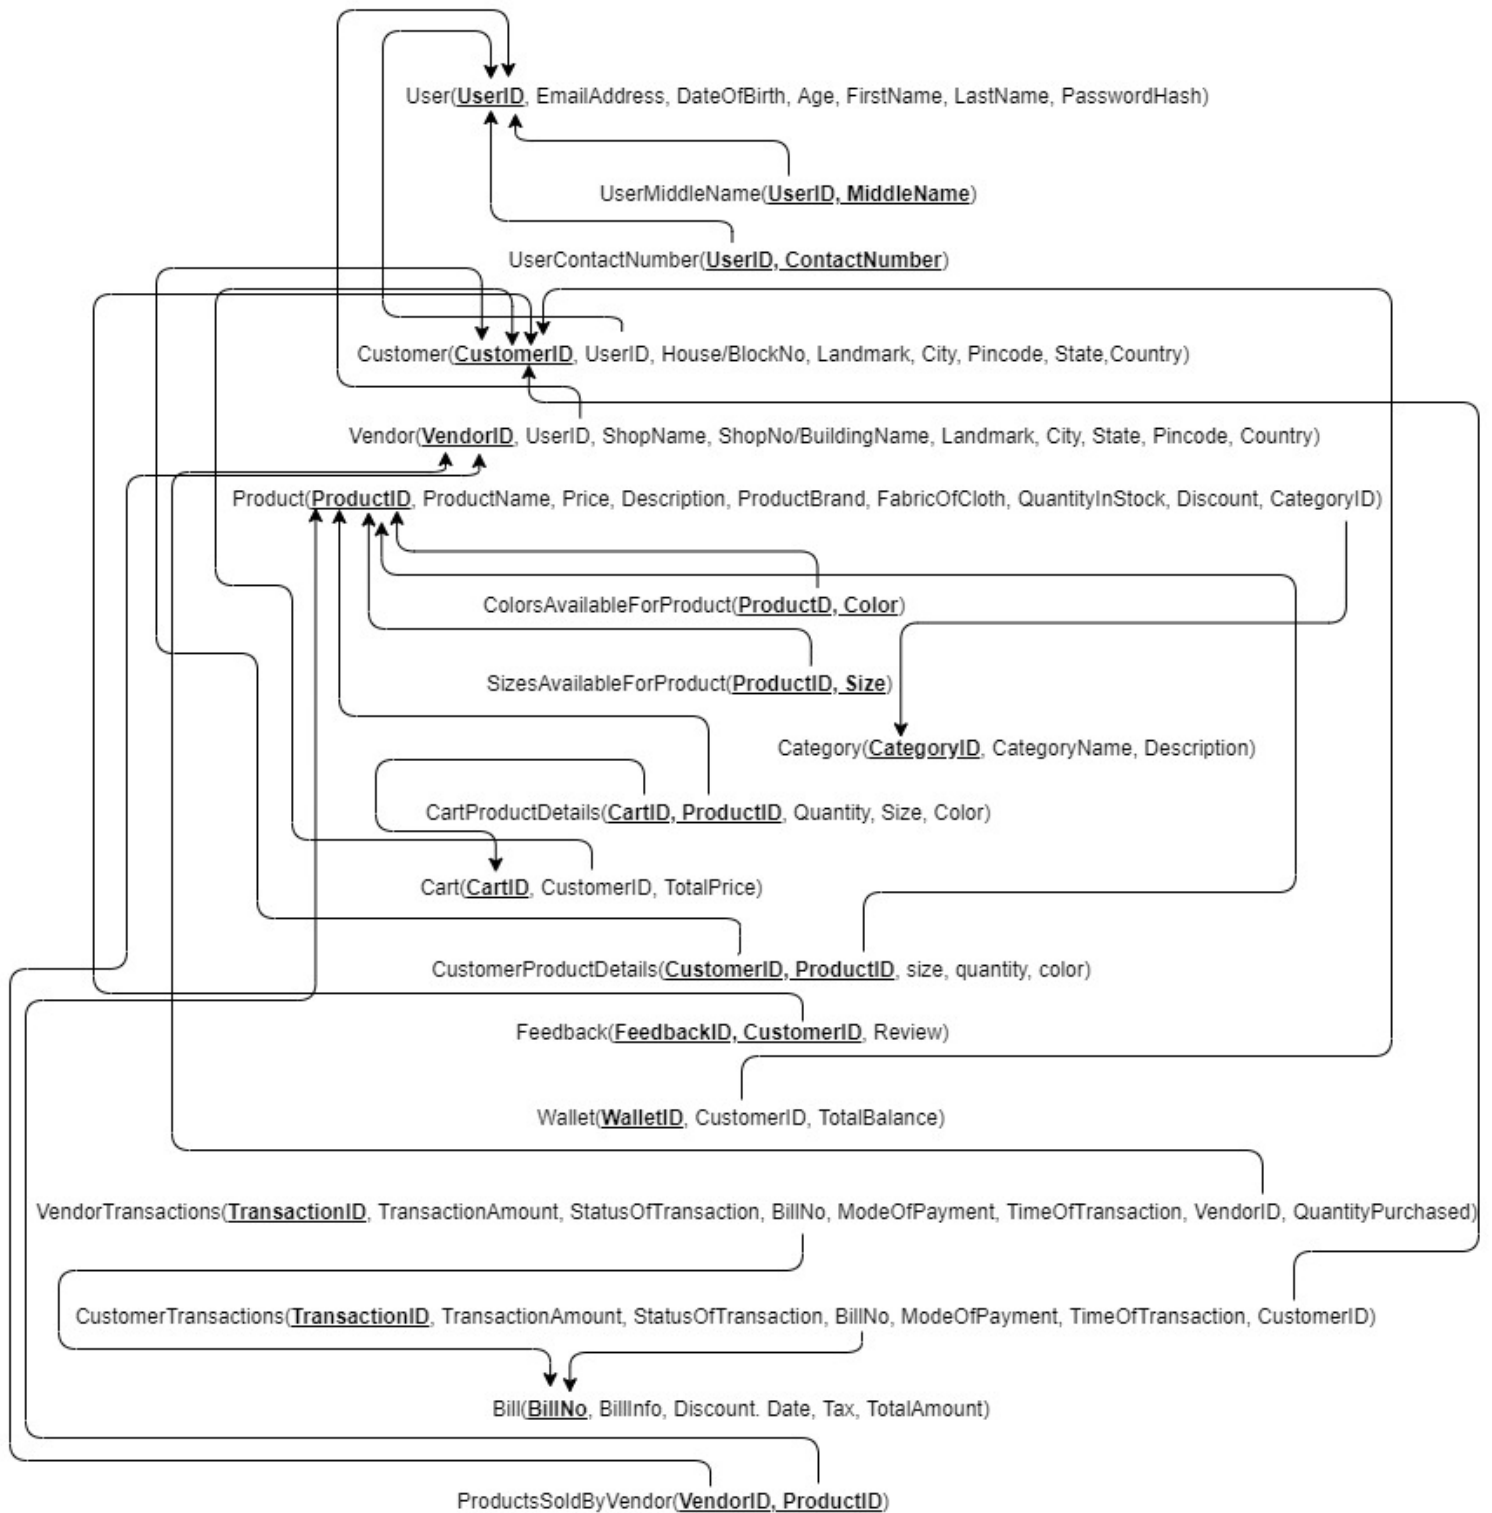 User(UserID, EmailAddress, DateOfBirth, Age, FirstName, LastName, PasswordHash)
UserMiddleName(UserID, MiddleName)
UserContactNumber(UserID, ContactNumber)
Customer(CustomerID, UserID, House/BlockNo, Landmark, City, Pincode, State,Country)
Vendor(VendorID, UserID, ShopName, ShopNo/BuildingName, Landmark, City, State, Pincode, Country)
Product(ProductID, ProductName, Price, Description, ProductBrand, FabricOfCloth, QuantityInStock, Discount, CategoryID)
ColorsAvailableForProduct(ProductD, Color)
SizesAvailableForProduct(ProductID, Size)
Category(CategoryID, CategoryName, Description)
CartProductDetails(CartID, ProductID, Quantity, Size, Color)
Cart(CartID, CustomerID, TotalPrice)
CustomerProductDetails(CustomerID, ProductID, size, quantity, color)
Feedback(FeedbackID, CustomerID, Review)
Wallet(WalletID, CustomerID, TotalBalance)
VendorTransactions(TransactionID, TransactionAmount, StatusOfTransaction, BillNo, ModeOfPayment, TimeOfTransaction, VendorID, QuantityPurchased)
CustomerTransactions(TransactionID, TransactionAmount, StatusOfTransaction, BillNo, ModeOfPayment, TimeOfTransaction, CustomerID)
Bill(BillNo, BillInfo, Discount. Date, Tax, TotalAmount)
ProductsSoldByVendor(VendorID, ProductID)